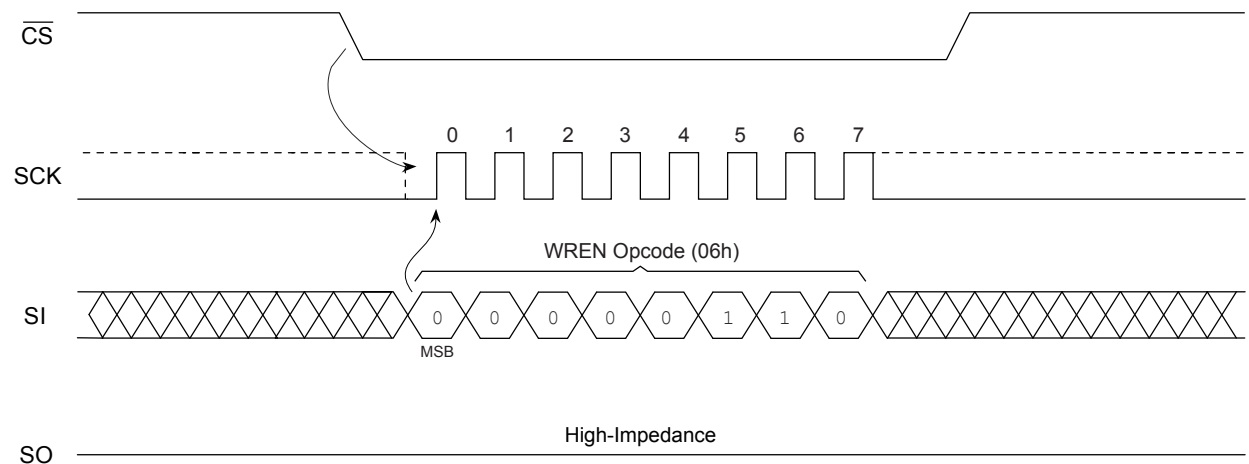 C̅S̅
0 1 2 3 4 5 6 7
SCK
WREN Opcode (06h)
SI
0 0 0 0 0 1 1 0
MSB
High-Impedance
SO